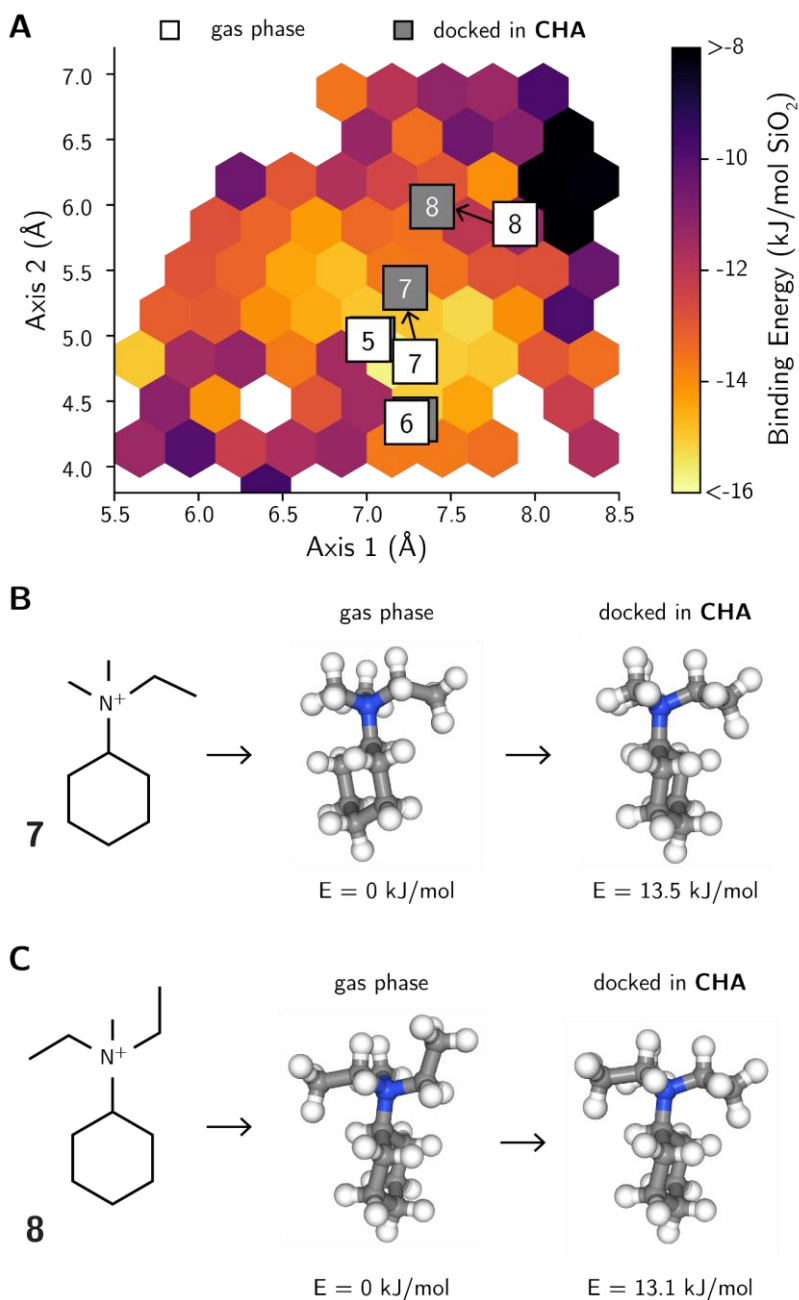 A
gas phase
docked in CHA
7.0
6.5
6.0
5.5
5.0
4.5
4.0
Axis 2 (Å)
8
8
7
5
7
6
5.5 6.0 6.5 7.0 7.5 8.0 8.5
Axis 1 (Å)
>-8
-10
-12
-14
<-16
Binding Energy (kJ/mol SiO₂)
B
gas phase
docked in CHA
N⁺
7
E = 0 kJ/mol
E = 13.5 kJ/mol
C
gas phase
docked in CHA
N⁺
8
E = 0 kJ/mol
E = 13.1 kJ/mol